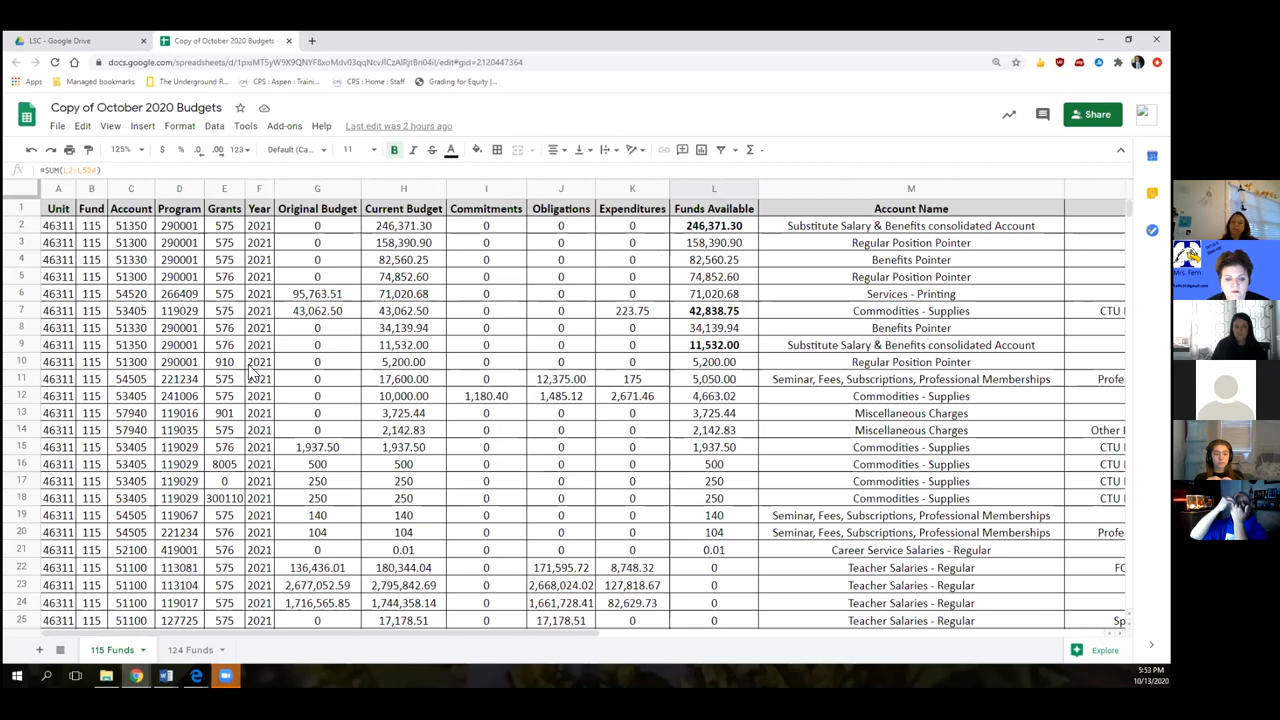 LSC - Google Drive
Copy of October 2020 Budgets
docs.google.com/spreadsheets/d/
Apps Managed bookmarks The Underground R... CPS : Aspen : Traini... CPS : Home : Staff Grading for Equity |...
Copy of October 2020 Budgets
File Edit View Insert Format Data Tools Add-ons Help Last edit was 2 hours ago
Share
125% $ % .0 .00 123 Default (Ca... 11 B I S A
fx =SUM(L2:L524)
A B C D E F G H I J K L M
1 Unit Fund Account Program Grants Year Original Budget Current Budget Commitments Obligations Expenditures Funds Available Account Name
2 46311 115 51350 290001 575 2021 0 246,371.30 0 0 0 246,371.30 Substitute Salary & Benefits consolidated Account
3 46311 115 51300 290001 575 2021 0 158,390.90 0 0 0 158,390.90 Regular Position Pointer
4 46311 115 51330 290001 575 2021 0 82,560.25 0 0 0 82,560.25 Benefits Pointer
5 46311 115 51300 290001 576 2021 0 74,852.60 0 0 0 74,852.60 Regular Position Pointer
6 46311 115 54520 266409 575 2021 95,763.51 71,020.68 0 0 0 71,020.68 Services - Printing
7 46311 115 53405 119029 575 2021 43,062.50 43,062.50 0 0 223.75 42,838.75 Commodities - Supplies CTU
8 46311 115 51330 290001 576 2021 0 34,139.94 0 0 0 34,139.94 Benefits Pointer
9 46311 115 51350 290001 576 2021 0 11,532.00 0 0 0 11,532.00 Substitute Salary & Benefits consolidated Account
10 46311 115 51300 290001 910 2021 0 5,200.00 0 0 0 5,200.00 Regular Position Pointer
11 46311 115 54505 221234 575 2021 0 17,600.00 0 12,375.00 175 5,050.00 Seminar, Fees, Subscriptions, Professional Memberships Profe
12 46311 115 53405 241006 575 2021 0 10,000.00 1,180.40 1,485.12 2,671.46 4,663.02 Commodities - Supplies
13 46311 115 57940 119016 901 2021 0 3,725.44 0 0 0 3,725.44 Miscellaneous Charges
14 46311 115 57940 119035 575 2021 0 2,142.83 0 0 0 2,142.83 Miscellaneous Charges Other
15 46311 115 53405 119029 576 2021 1,937.50 1,937.50 0 0 0 1,937.50 Commodities - Supplies CTU
16 46311 115 53405 119029 8005 2021 500 500 0 0 0 500 Commodities - Supplies CTU
17 46311 115 53405 119029 0 2021 250 250 0 0 0 250 Commodities - Supplies CTU
18 46311 115 53405 119029 300110 2021 250 250 0 0 0 250 Commodities - Supplies CTU
19 46311 115 54505 119067 575 2021 140 140 0 0 0 140 Seminar, Fees, Subscriptions, Professional Memberships
20 46311 115 54505 221234 576 2021 104 104 0 0 0 104 Seminar, Fees, Subscriptions, Professional Memberships Profe
21 46311 115 52100 419001 576 2021 0 0.01 0 0 0 0.01 Career Service Salaries - Regular
22 46311 115 51100 113081 575 2021 136,436.01 180,344.04 0 171,595.72 8,748.32 0 Teacher Salaries - Regular FC
23 46311 115 51100 113104 575 2021 2,677,052.59 2,795,842.69 0 2,668,024.02 127,818.67 0 Teacher Salaries - Regular
24 46311 115 51100 119017 575 2021 1,716,565.85 1,744,358.14 0 1,661,728.41 82,629.73 0 Teacher Salaries - Regular
25 46311 115 51100 127725 575 2021 0 17,178.51 0 17,178.51 0 0 Teacher Salaries - Regular Sp
115 Funds 124 Funds Explore
5:53 PM
10/13/2020
Mrs. Fern